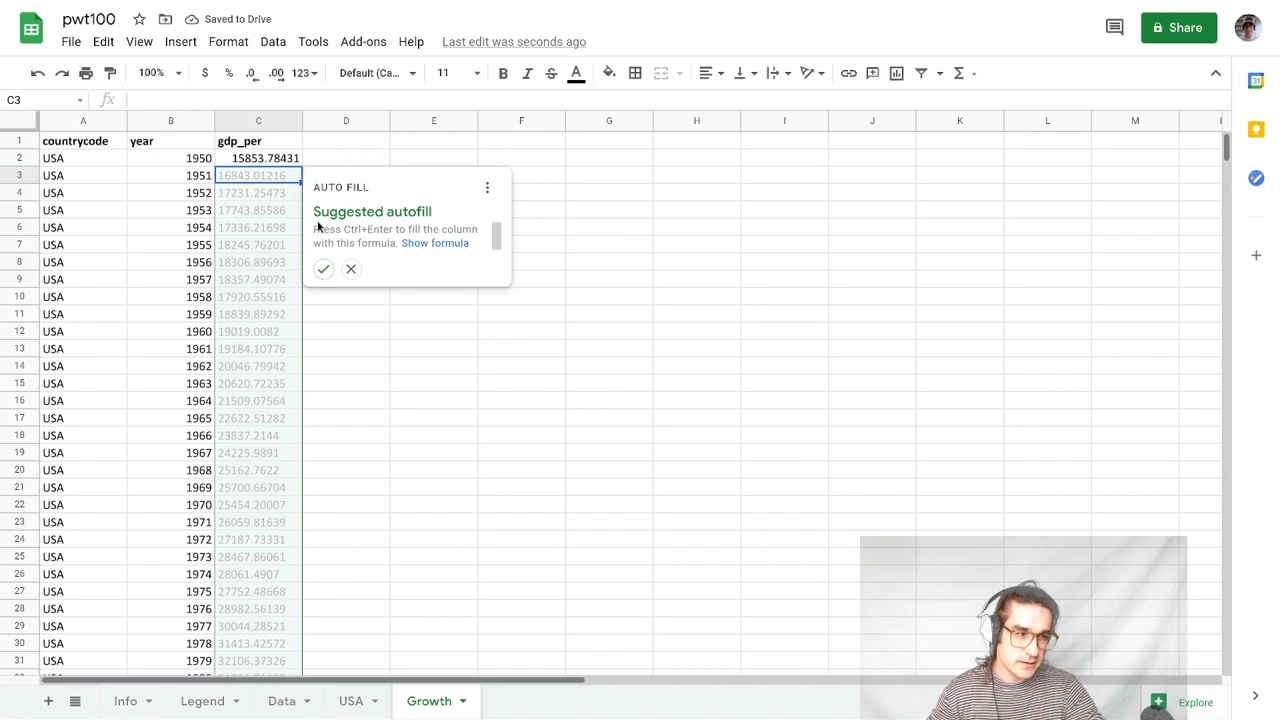 pwt100 Saved to Drive
File Edit View Insert Format Data Tools Add-ons Help Last edit was seconds ago
Share
100% $ % .0 .00 123 Default (Ca... 11 B I S A
C3 fx
A B C D E F G H I J K L M
1 countrycode year gdp_per
2 USA 1950 15853.78431
3 USA 1951 16843.01216
4 USA 1952 17231.25473
5 USA 1953 17743.85586
6 USA 1954 17336.21698
7 USA 1955 18245.76201
8 USA 1956 18306.89693
9 USA 1957 18357.49074
10 USA 1958 17920.55516
11 USA 1959 18839.89292
12 USA 1960 19019.0082
13 USA 1961 19184.10776
14 USA 1962 20046.79942
15 USA 1963 20620.72235
16 USA 1964 21509.07564
17 USA 1965 22622.51282
18 USA 1966 23837.2144
19 USA 1967 24225.9891
20 USA 1968 25162.7622
21 USA 1969 25700.66704
22 USA 1970 25454.20007
23 USA 1971 26059.81639
24 USA 1972 27187.73331
25 USA 1973 28467.86061
26 USA 1974 28061.4907
27 USA 1975 27752.48668
28 USA 1976 28982.56139
29 USA 1977 30044.28521
30 USA 1978 31413.42572
31 USA 1979 32106.37326
AUTO FILL
Suggested autofill
Press Ctrl+Enter to fill the column
with this formula. Show formula
Info Legend Data USA Growth Explore